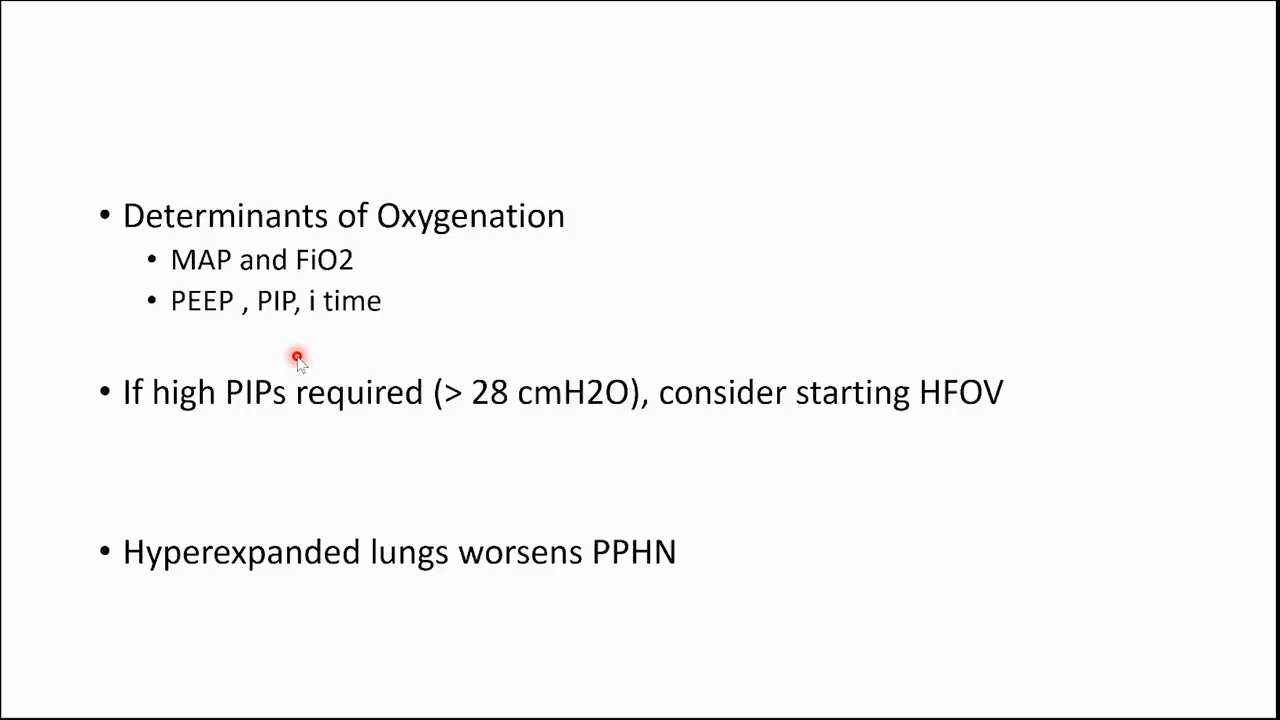 • Determinants of Oxygenation
• MAP and FiO2
• PEEP , PIP, i time
• If high PIPs required (> 28 cmH2O), consider starting HFOV
• Hyperexpanded lungs worsens PPHN